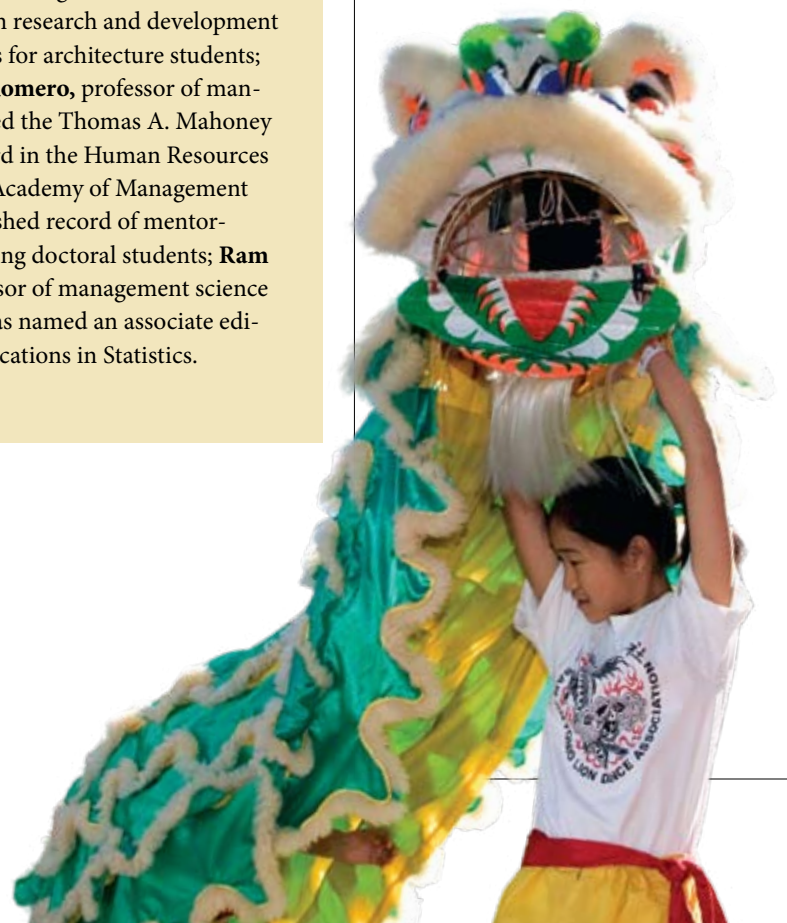 n research and development
s for architecture students;
omero, professor of man-
ed the Thomas A. Mahoney
d in the Human Resources
Academy of Management
shed record of mentor-
ng doctoral students; Ram
sor of management science
as named an associate edi-
cations in Statistics.
LION DANCE ASSOCIATION